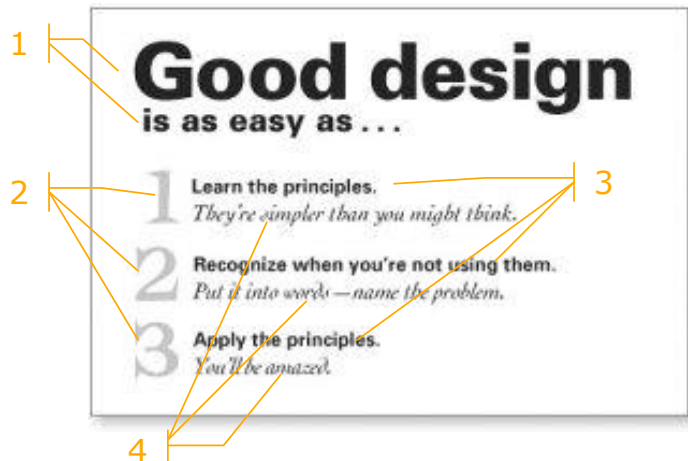 1
Good design
is as easy as . . .
2
1
Learn the principles.
3
They're simpler than you might think.
2
Recognize when you're not using them.
Put it into words—name the problem.
3
Apply the principles.
You'll be amazed.
4